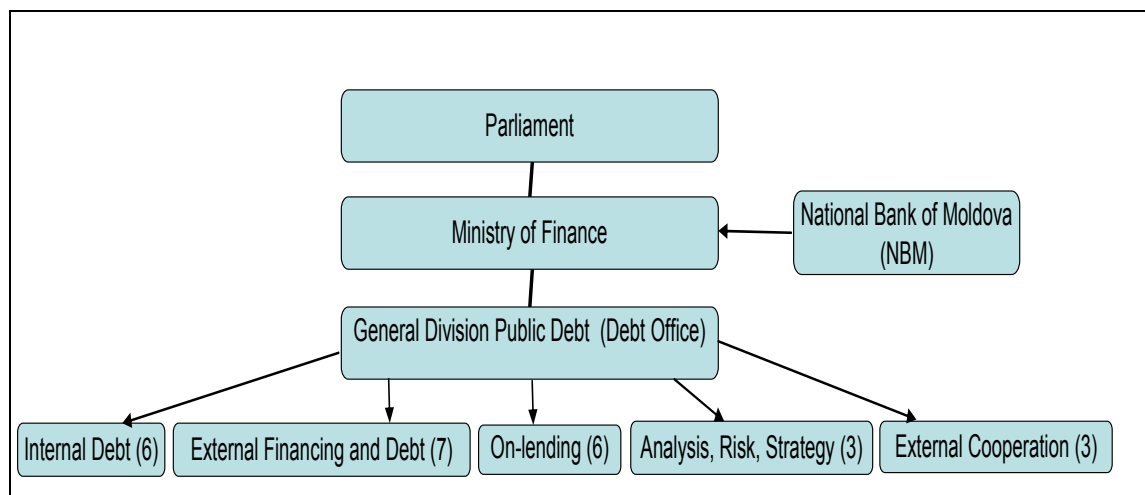 Parliament
Ministry of Finance
National Bank of Moldova
(NBM)
General Division Public Debt (Debt Office)
Internal Debt (6)
External Financing and Debt (7)
On-lending (6)
Analysis, Risk, Strategy (3)
External Cooperation (3)